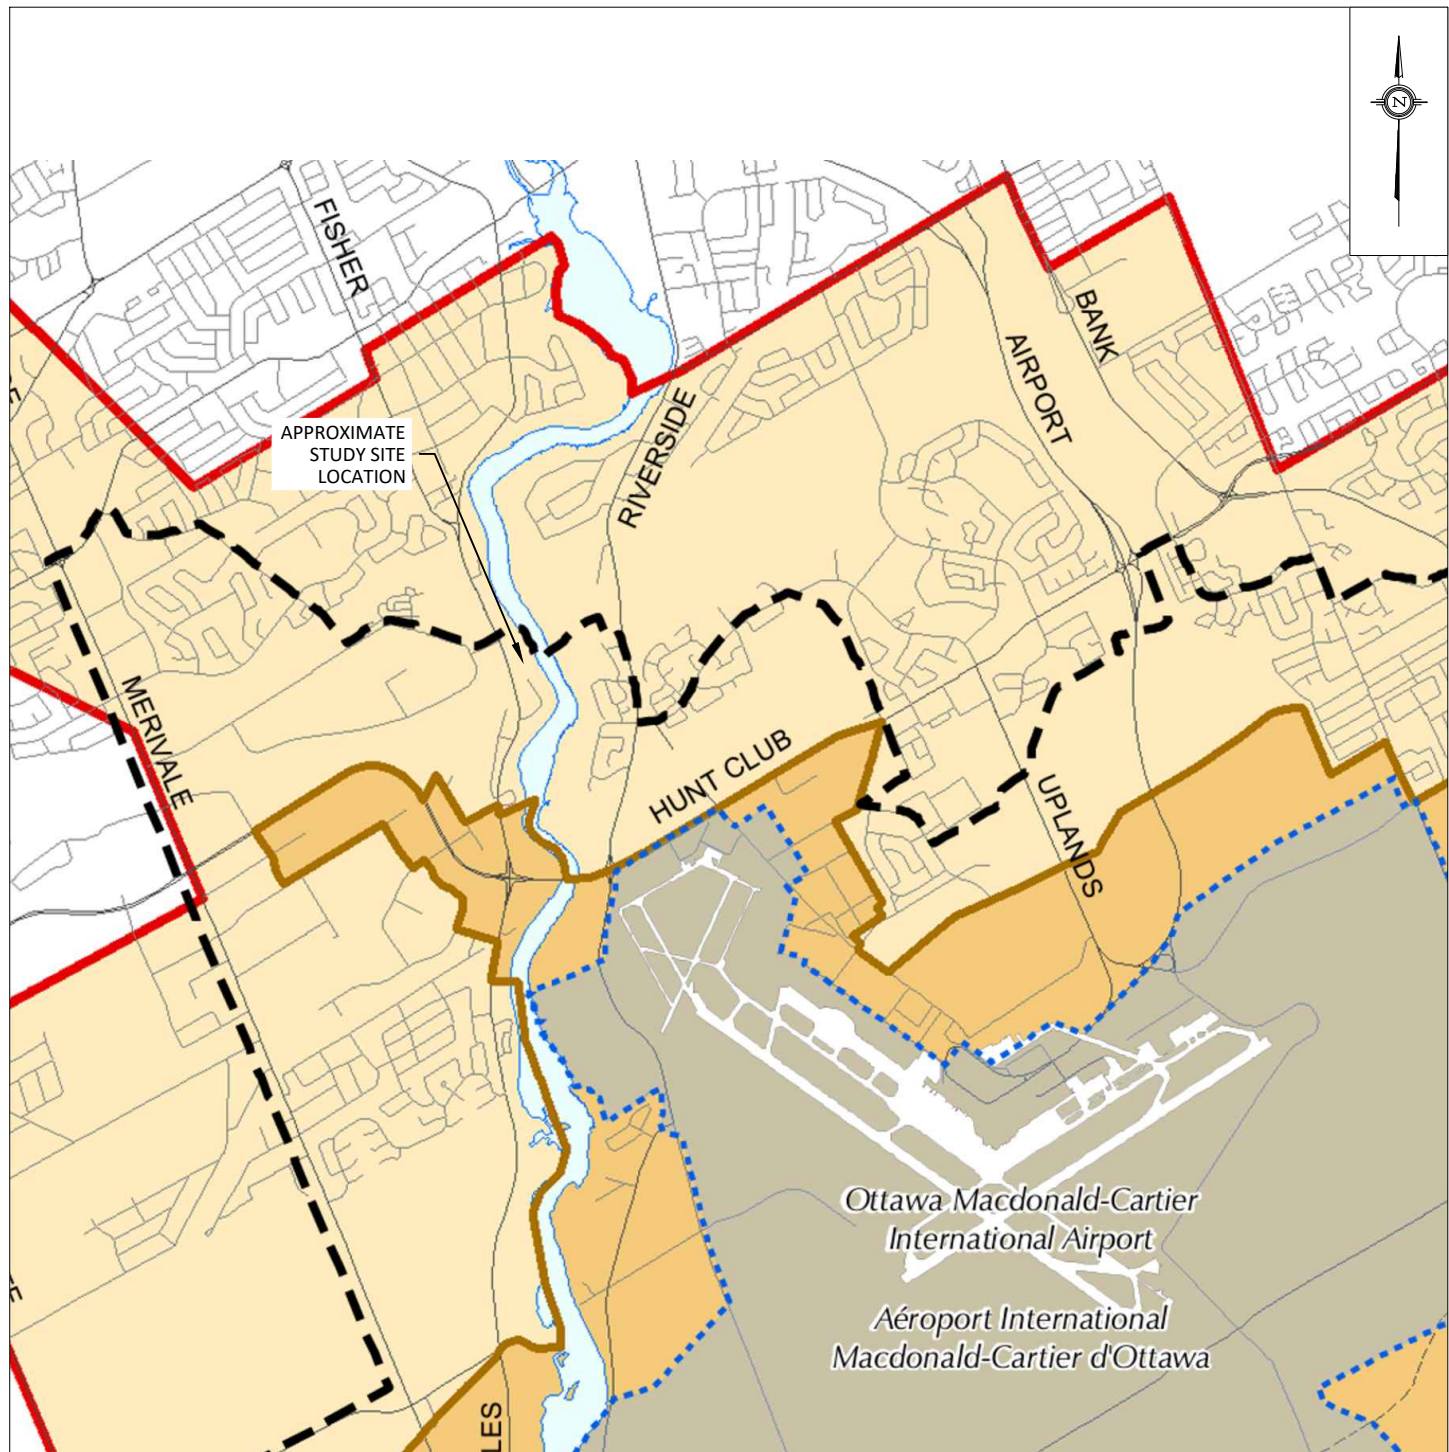 N
FISHER
BANK
AIRPORT
RIVERSIDE
APPROXIMATE
STUDY SITE
LOCATION
MERIVALE
HUNT CLUB
UPLANDS
Ottawa Macdonald-Cartier
International Airport
Aéroport International
Macdonald-Cartier d'Ottawa
LES